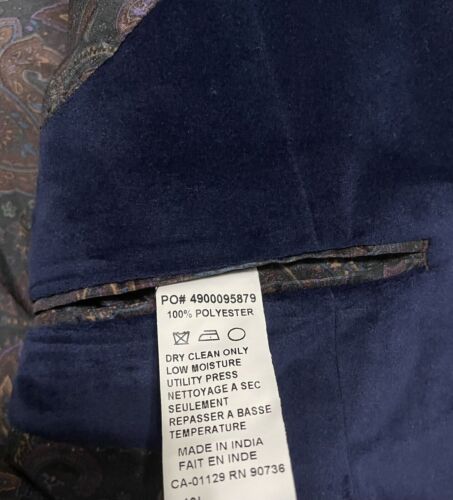 PO# 4900095879
100% POLYESTER
DRY CLEAN ONLY
LOW MOISTURE
UTILITY PRESS
NETTOYAGE A SEC
SEULEMENT
REPASSER A BASSE
TEMPERATURE
MADE IN INDIA
FAIT EN INDE
CA-01129 RN 90736